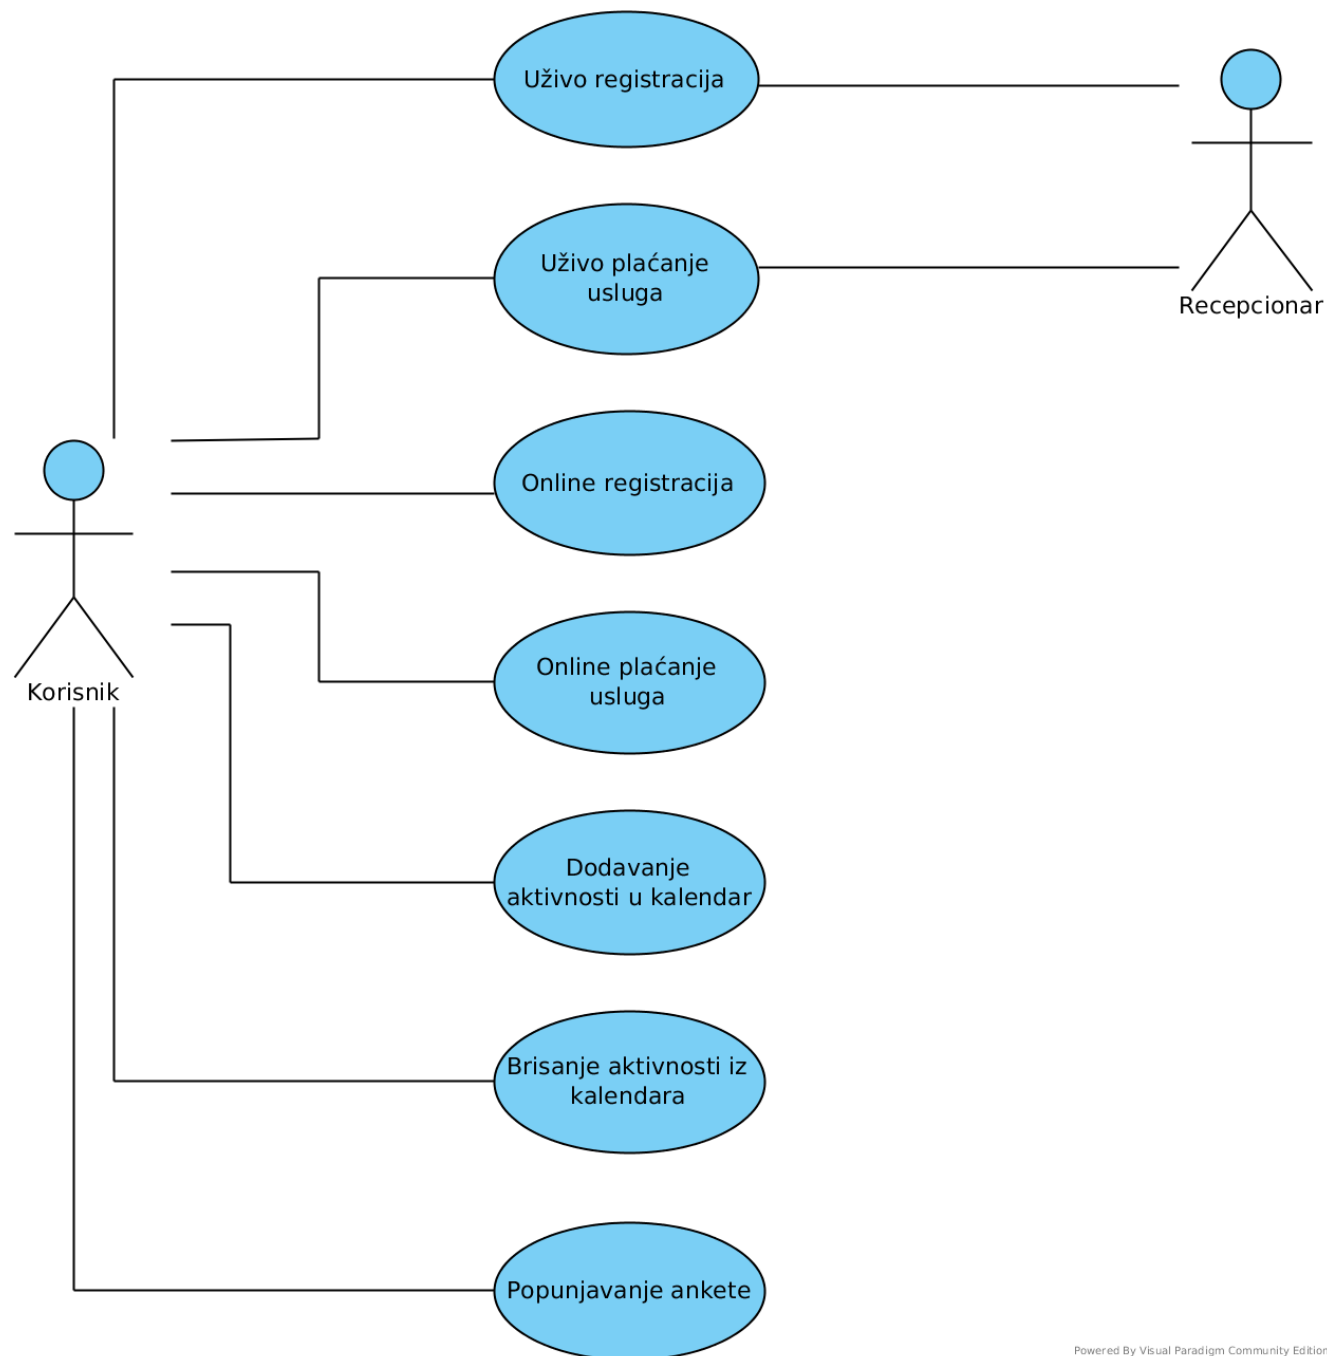 Uživo registracija
Uživo plaćanje
usluga
Recepcionar
Online registracija
Korisnik
Online plaćanje
usluga
Dodavanje
aktivnosti u kalendar
Brisanje aktivnosti iz
kalendara
Popunjavanje ankete
Powered By Visual Paradigm Community Edition